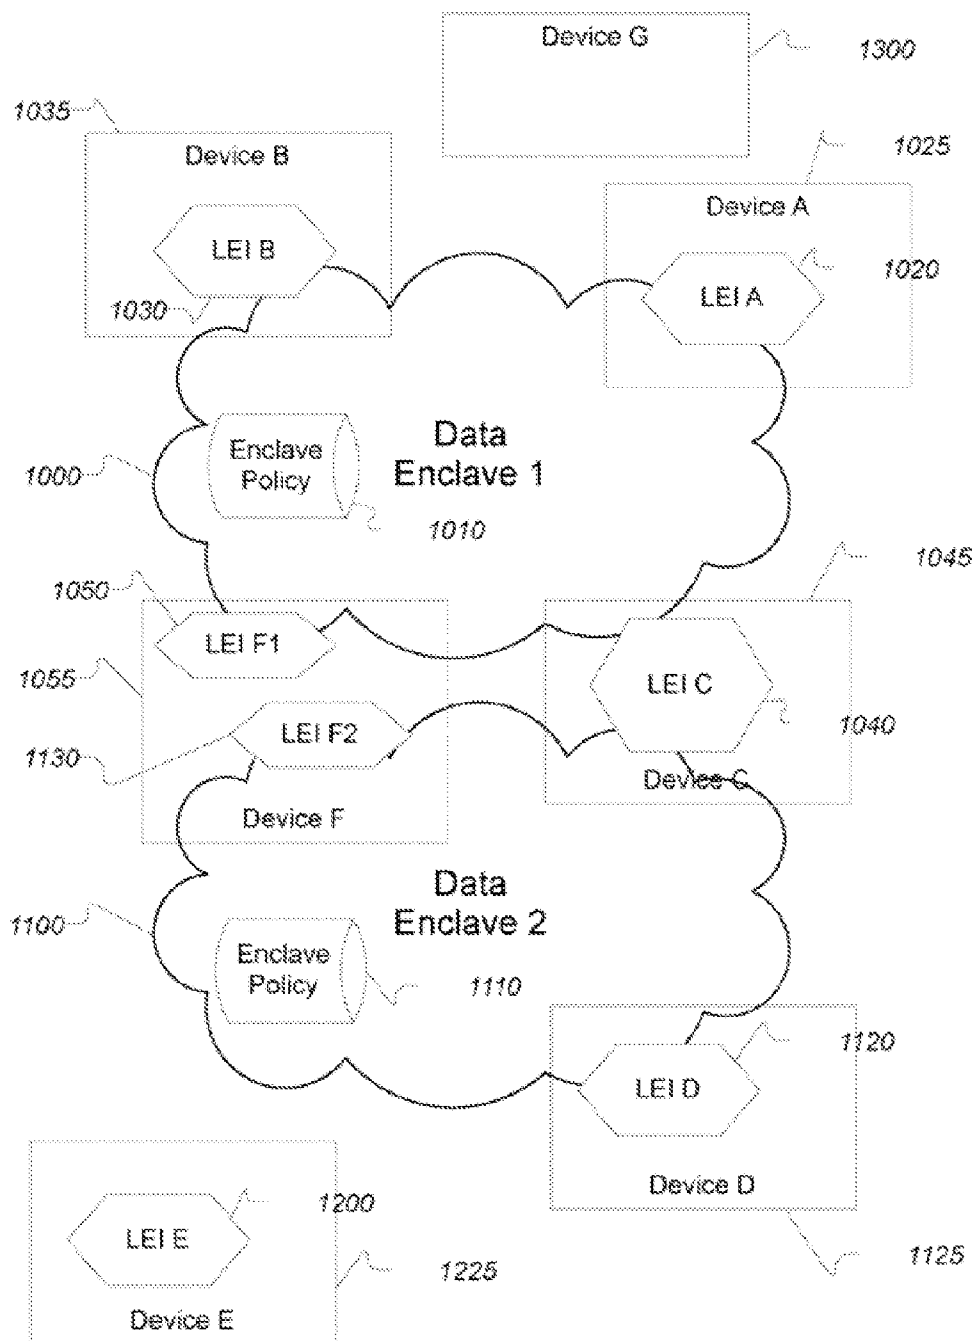 Device G
1300
1035
Device B
1025
Device A
LEI B
LEI A
1020
1030
Enclave
Policy
Data
Enclave 1
1000
1010
1050
1045
LEI F1
1055
LEI C
LEI F2
1040
1130
Device C
Device F
Data
Enclave 2
1100
Enclave
Policy
1110
1120
LEI D
Device D
1200
LEI E
1125
1225
Device E